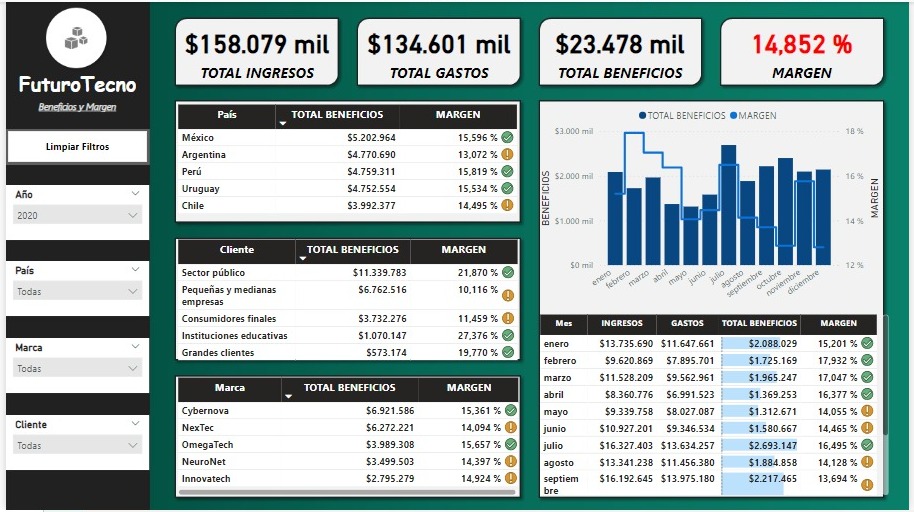 FuturoTecno
Beneficios y Margen
Limpiar Filtros
Año
2020
País
Todas
Marca
Todas
Cliente
Todas
$158.079 mil
TOTAL INGRESOS
$134.601 mil
TOTAL GASTOS
$23.478 mil
TOTAL BENEFICIOS
14,852 %
MARGEN
País TOTAL BENEFICIOS MARGEN
México $5.202.964 15,596 %
Argentina $4.770.690 13,072 %
Perú $4.759.311 15,819 %
Uruguay $4.752.554 15,534 %
Chile $3.992.377 14,495 %
Cliente TOTAL BENEFICIOS MARGEN
Sector público $11.339.783 21,870 %
Pequeñas y medianas
empresas $6.762.516 10,116 %
Consumidores finales $3.732.276 11,459 %
Instituciones educativas $1.070.147 27,376 %
Grandes clientes $573.174 19,770 %
Marca TOTAL BENEFICIOS MARGEN
Cybernova $6.921.586 15,361 %
NexTec $6.272.221 14,094 %
OmegaTech $3.989.308 15,657 %
NeuroNet $3.499.503 14,397 %
Innovatech $2.795.279 14,924 %
TOTAL BENEFICIOS MARGEN
BENEFICIOS
$3.000 mil
$2.000 mil
$1.000 mil
$0 mil
18 %
16 %
14 %
12 %
MARGEN
enero febrero marzo abril mayo junio julio agosto septiembre octubre noviembre diciembre
Mes INGRESOS GASTOS TOTAL BENEFICIOS MARGEN
enero $13.735.690 $11.647.661 $2.088.029 15,201 %
febrero $9.620.869 $7.895.701 $1.725.169 17,932 %
marzo $11.528.209 $9.562.961 $1.965.247 17,047 %
abril $8.360.776 $6.991.523 $1.369.253 16,377 %
mayo $9.339.758 $8.027.087 $1.312.671 14,055 %
junio $10.927.201 $9.346.534 $1.580.667 14,465 %
julio $16.327.403 $13.634.257 $2.693.147 16,495 %
agosto $13.341.238 $11.456.380 $1.884.858 14,128 %
septiem $16.192.645 $13.975.180 $2.217.465 13,694 %
bre